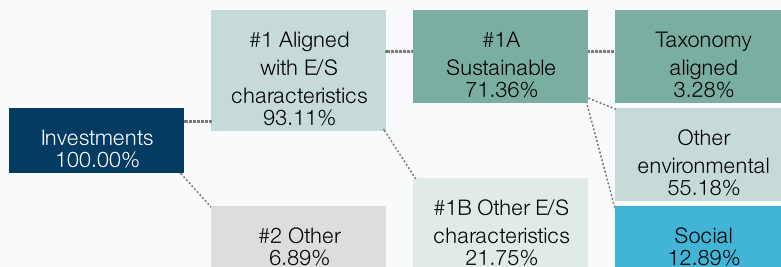 Investments
100.00%
#1 Aligned
with E/S
characteristics
93.11%
#2 Other
6.89%
#1A
Sustainable
71.36%
#1B Other E/S
characteristics
21.75%
Taxonomy
aligned
3.28%
Other
environmental
55.18%
Social
12.89%